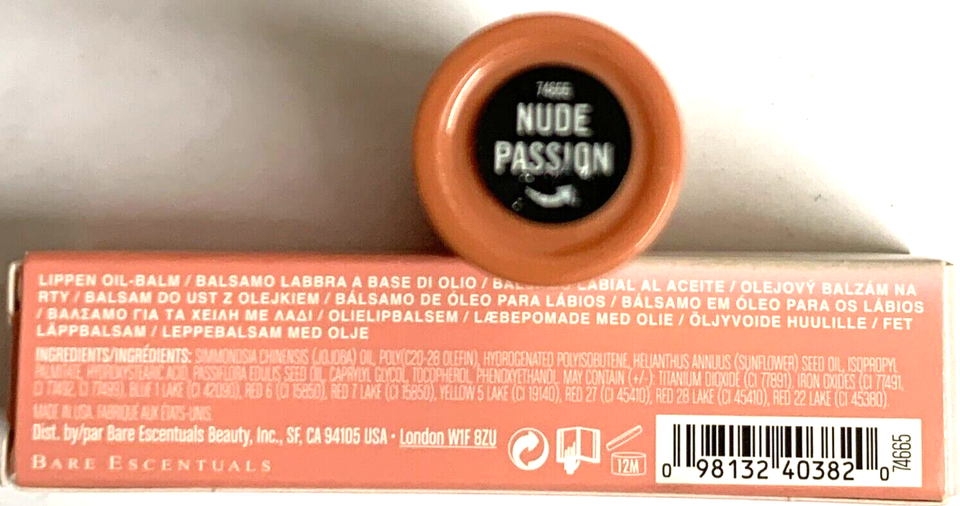 74665
NUDE
PASSION
LIPPEN OIL-BALM / BALSAMO LABBRA A BASE DI OLIO / LABIAL AL ACEITE / OLEJOVÝ BALZÁM NA
RTY / BALSAM DO UST Z OLEJKIEM / BÁLSAMO DE ÓLEO PARA LÁBIOS / BÁLSAMO EM ÓLEO PARA OS LÁBIOS
/ ΒΑΛΣΑΜΟ ΓΙΑ ΤΑ ΧΕΙΛΗ ΜΕ ΛΑΔΙ / OLIELIPBALSEM / LÆBEPOMADE MED OLIE / ÖLJYVOIDE HUULILLE / FET
LÄPPBALSAM / LEPPEBALSAM MED OLJE
INGREDIENTS/INGRÉDIENTS: SIMMONDSIA CHINENSIS (JOJOBA) OIL, POLY(C20-28 OLEFIN), HYDROGENATED POLYISOBUTENE, HELIANTHUS ANNUUS (SUNFLOWER) SEED OIL, ISOPROPYL
PALMITATE, HYDROXYSTEARIC ACID, PASSIFLORA EDULIS SEED OIL, CAPRYLYL GLYCOL, TOCOPHEROL, PHENOXYETHANOL. MAY CONTAIN (+/-): TITANIUM DIOXIDE (CI 77891), IRON OXIDES (CI 77491,
CI 77492, CI 77499), BLUE 1 LAKE (CI 42090), RED 6 (CI 15850), RED 7 LAKE (CI 15850), YELLOW 5 LAKE (CI 19140), RED 27 (CI 45410), RED 28 LAKE (CI 45410), RED 22 LAKE (CI 45380).
MADE IN USA. FABRIQUÉ AUX ÉTATS-UNIS.
Dist. by/par Bare Escentuals Beauty, Inc., SF, CA 94105 USA · London W1F 8ZU
BARE ESCENTUALS
12M
0 98132 40382 0
74665